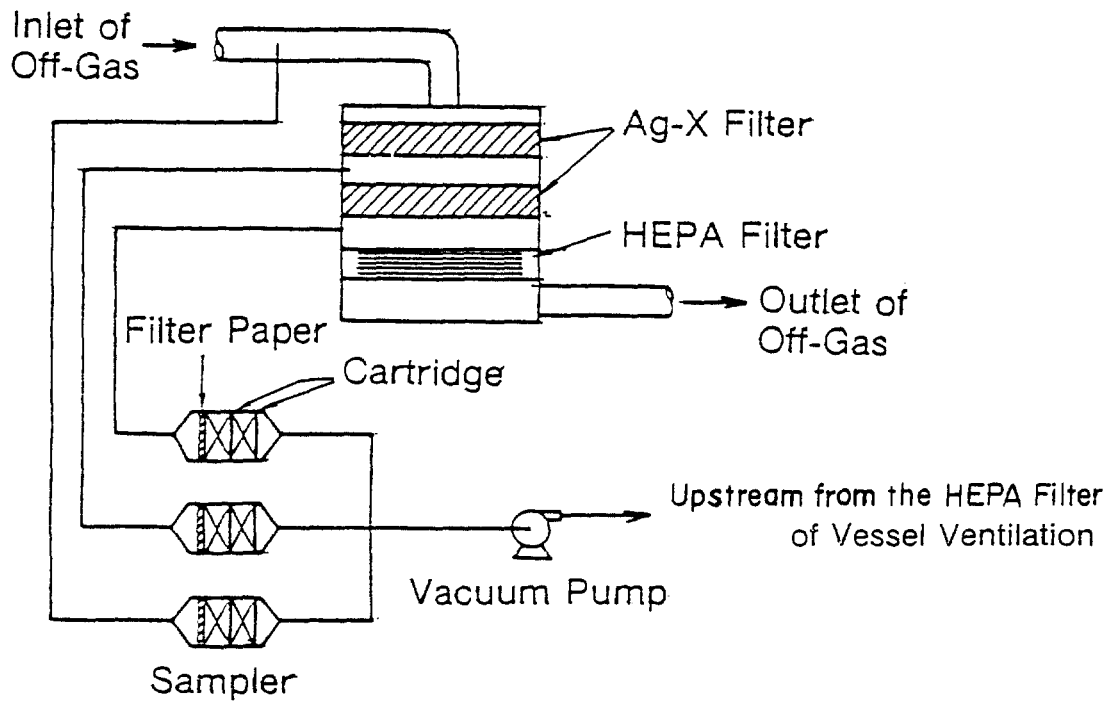 Inlet of
Off-Gas
Ag-X Filter
HEPA Filter
Outlet of
Off-Gas
Filter Paper
Cartridge
Upstream from the HEPA Filter
of Vessel Ventilation
Vacuum Pump
Sampler